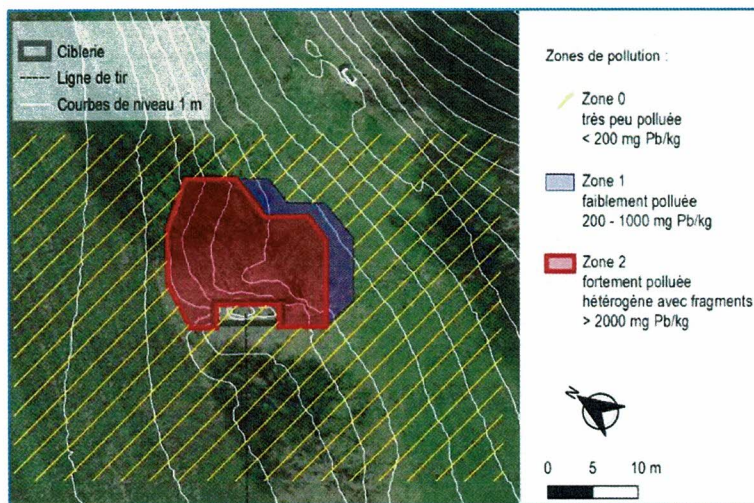 Ciblerie
Ligne de tir
Courbes de niveau 1 m
Zones de pollution :
Zone 0
très peu polluée
< 200 mg Pb/kg
Zone 1
faiblement polluée
200 - 1000 mg Pb/kg
Zone 2
fortement polluée
hétérogène avec fragments
> 2000 mg Pb/kg
N
0 5 10 m